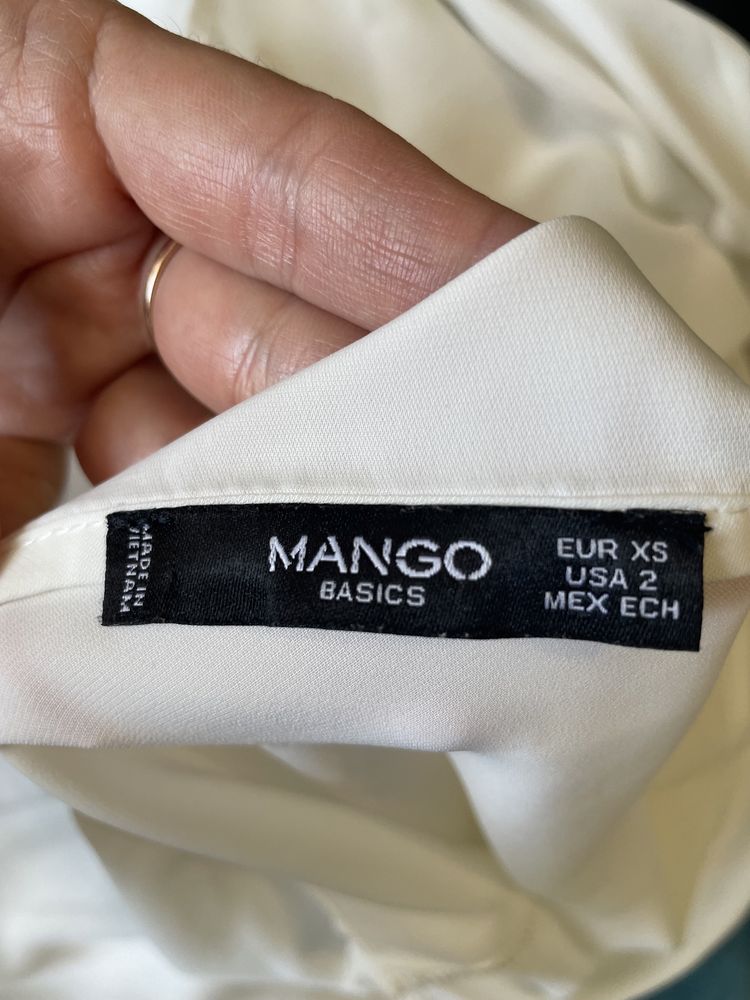 MADE IN
VIETNAM
MANGO
BASICS
EUR XS
USA 2
MEX ECH